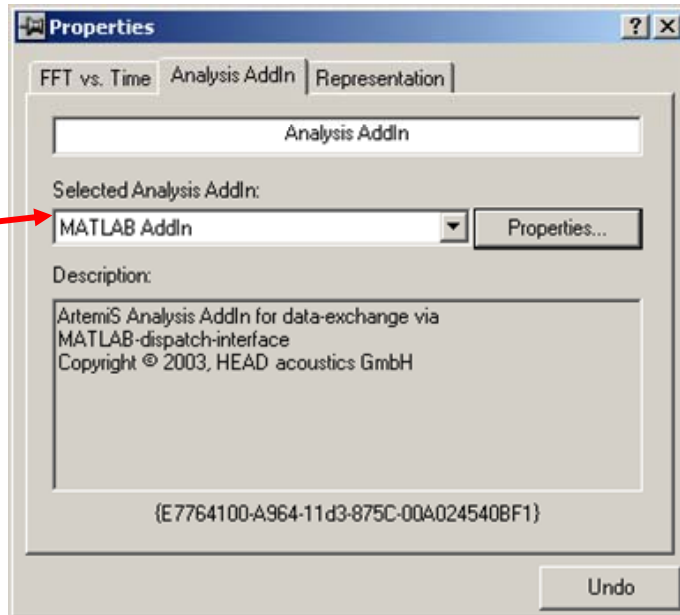 Properties
FFT vs. Time Analysis AddIn Representation
Analysis AddIn
Selected Analysis AddIn:
MATLAB AddIn Properties...
Description:
ArtemiS Analysis AddIn for data-exchange via
MATLAB-dispatch-interface
Copyright © 2003, HEAD acoustics GmbH
{E7764100-A964-11d3-875C-00A024540BF1}
Undo